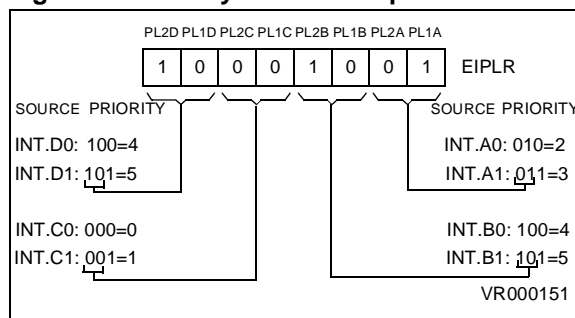 PL2D PL1D PL2C PL1C PL2B PL1B PL2A PL1A
1 0 0 0 1 0 0 1 EIPLR
SOURCE PRIORITY SOURCE PRIORITY
INT.D0: 100=4 INT.A0: 010=2
INT.D1: 101=5 INT.A1: 011=3
INT.C0: 000=0 INT.B0: 100=4
INT.C1: 001=1 INT.B1: 101=5
VR000151